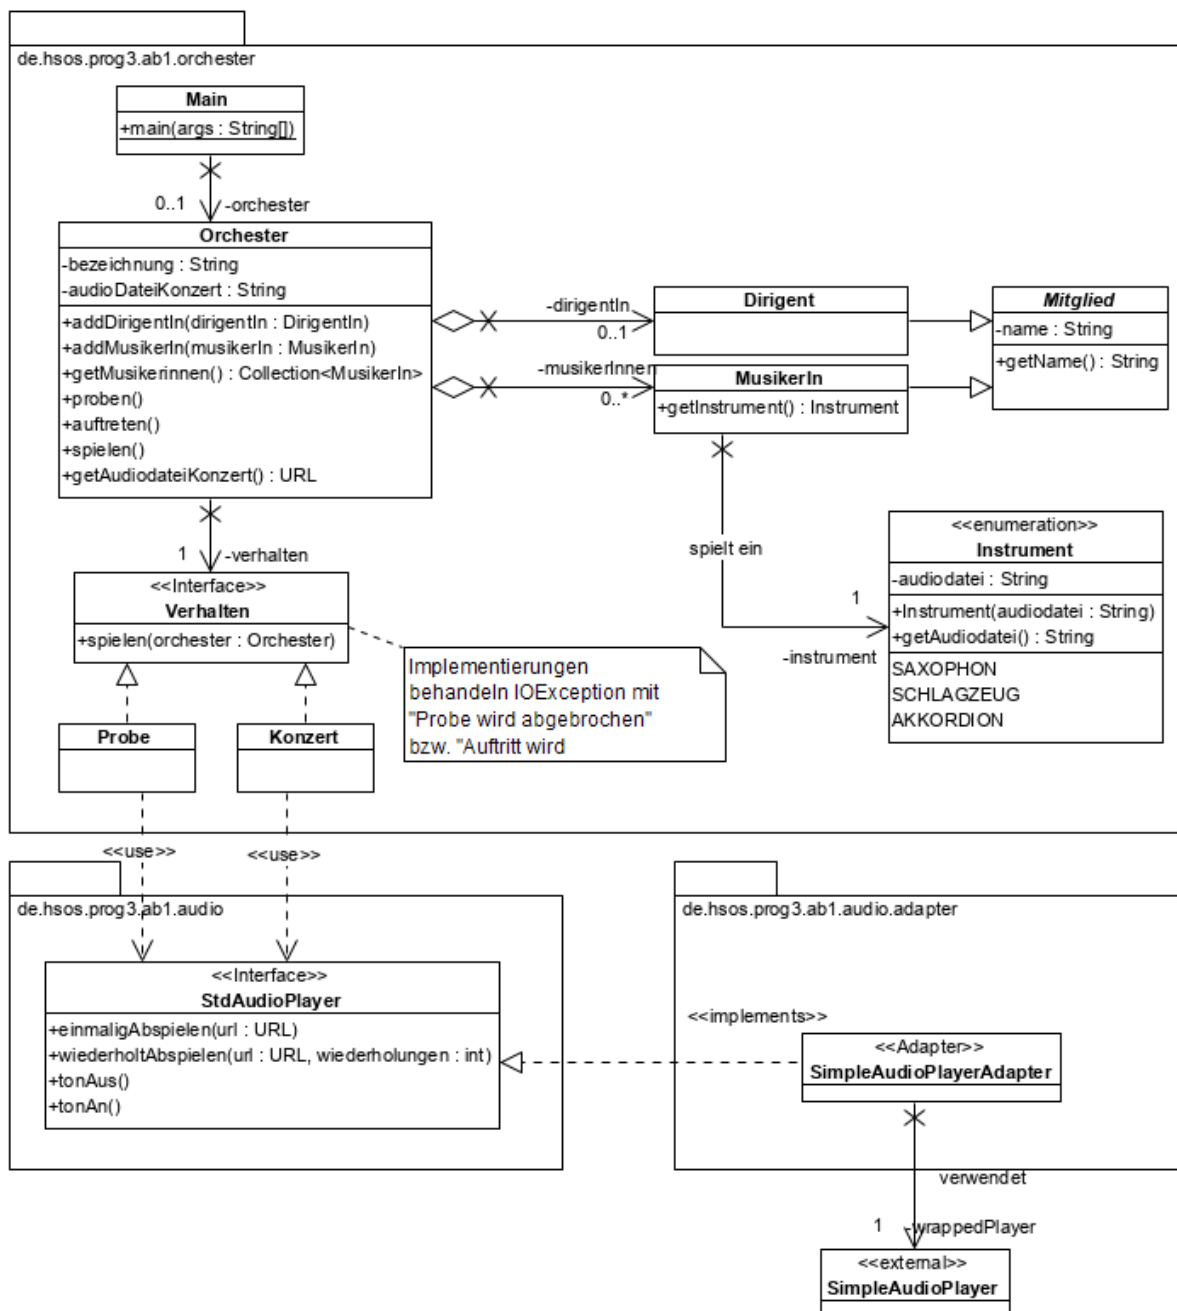 de.hsos.prog3.ab1.orchester
Main
+main(args : String[])
0..1
-orchester
Orchester
-bezeichnung : String
-audioDateiKonzert : String
+addDirigentIn(dirigentIn : DirigentIn)
+addMusikerIn(musikerIn : MusikerIn)
+getMusikerinnen() : Collection<MusikerIn>
+proben()
+auftreten()
+spielen()
+getAudiodateiKonzert() : URL
-dirigentIn
0..1
-musikerInnen
0..*
Dirigent
MusikerIn
+getInstrument() : Instrument
Mitglied
-name : String
+getName() : String
spielt ein
1
-instrument
<<enumeration>>
Instrument
-audiodatei : String
+Instrument(audiodatei : String)
+getAudiodatei() : String
SAXOPHON
SCHLAGZEUG
AKKORDION
1
-verhalten
<<Interface>>
Verhalten
+spielen(orchester : Orchester)
Implementierungen
behandeln IOException mit
"Probe wird abgebrochen"
bzw. "Auftritt wird
Probe
Konzert
<<use>>
<<use>>
de.hsos.prog3.ab1.audio
<<Interface>>
StdAudioPlayer
+einmaligAbspielen(url : URL)
+wiederholtAbspielen(url : URL, wiederholungen : int)
+tonAus()
+tonAn()
de.hsos.prog3.ab1.audio.adapter
<<implements>>
<<Adapter>>
SimpleAudioPlayerAdapter
verwendet
1
-wrappedPlayer
<<external>>
SimpleAudioPlayer